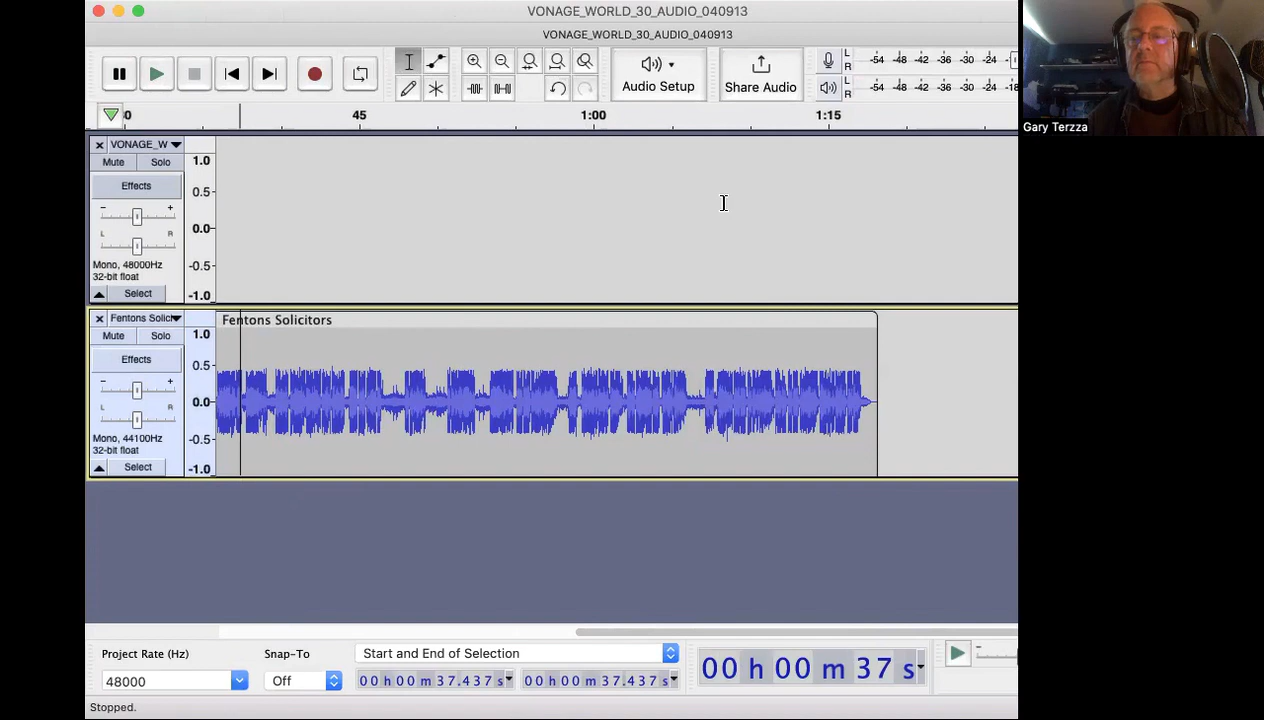 VONAGE_WORLD_30_AUDIO_040913
VONAGE_WORLD_30_AUDIO_040913
Audio Setup
Share Audio
L
R
-54 -48 -42 -36 -30 -24
L
R
-54 -48 -42 -36 -30 -24
Gary Terzza
45 1:00 1:15
VONAGE_W
Mute Solo
Effects
- +
L R
Mono, 48000Hz
32-bit float
Select
1.0
0.5
0.0
-0.5
-1.0
Fentons Solici
Mute Solo
Effects
- +
L R
Mono, 44100Hz
32-bit float
Select
1.0
0.5
0.0
-0.5
-1.0
Fentons Solicitors
Project Rate (Hz)
48000
Snap-To
Off
Start and End of Selection
00 h 00 m 37.437 s
00 h 00 m 37.437 s
00 h 00 m 37 s
Stopped.